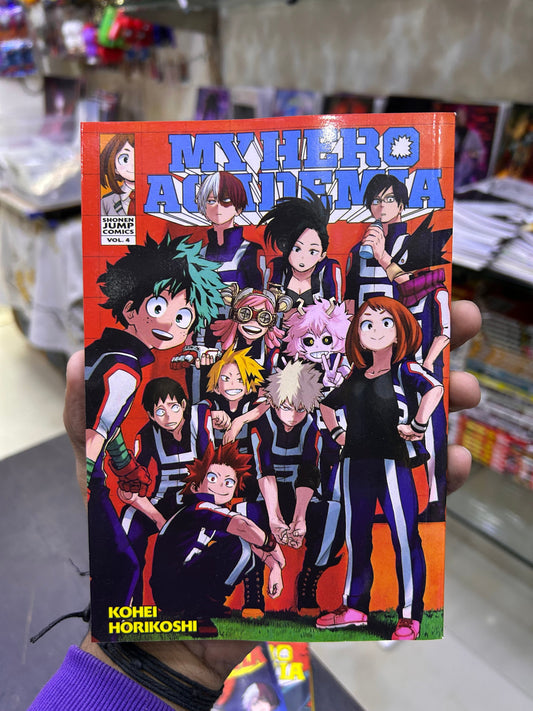 MY HERO
ACADEMIA
SHONEN
JUMP
COMICS
VOL. 4
KOHEI
HORIKOSHI